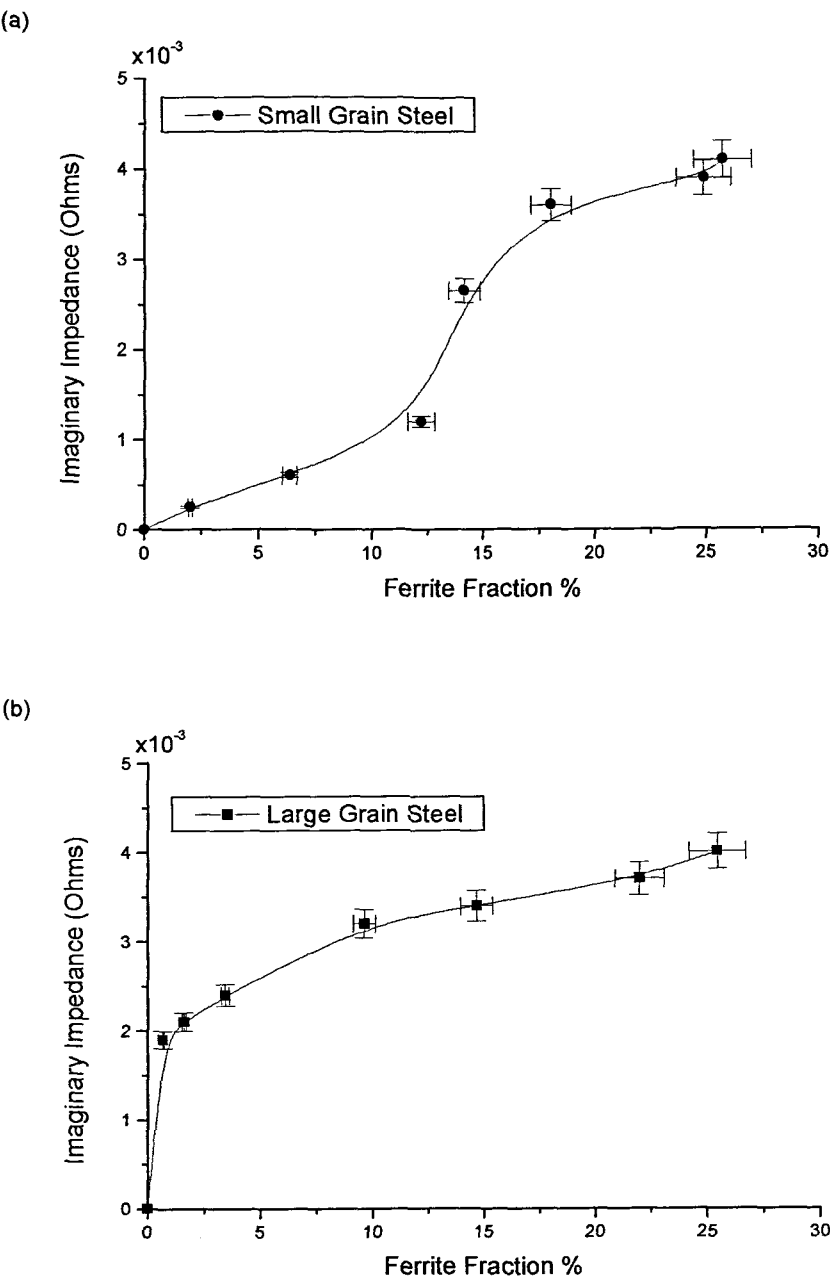 (a)
x10-3
5
Small Grain Steel
4
3
2
1
0
Imaginary Impedance (Ohms)
0 5 10 15 20 25 30
Ferrite Fraction %
(b)
x10-3
5
Large Grain Steel
4
3
2
1
0
Imaginary Impedance (Ohms)
0 5 10 15 20 25 30
Ferrite Fraction %